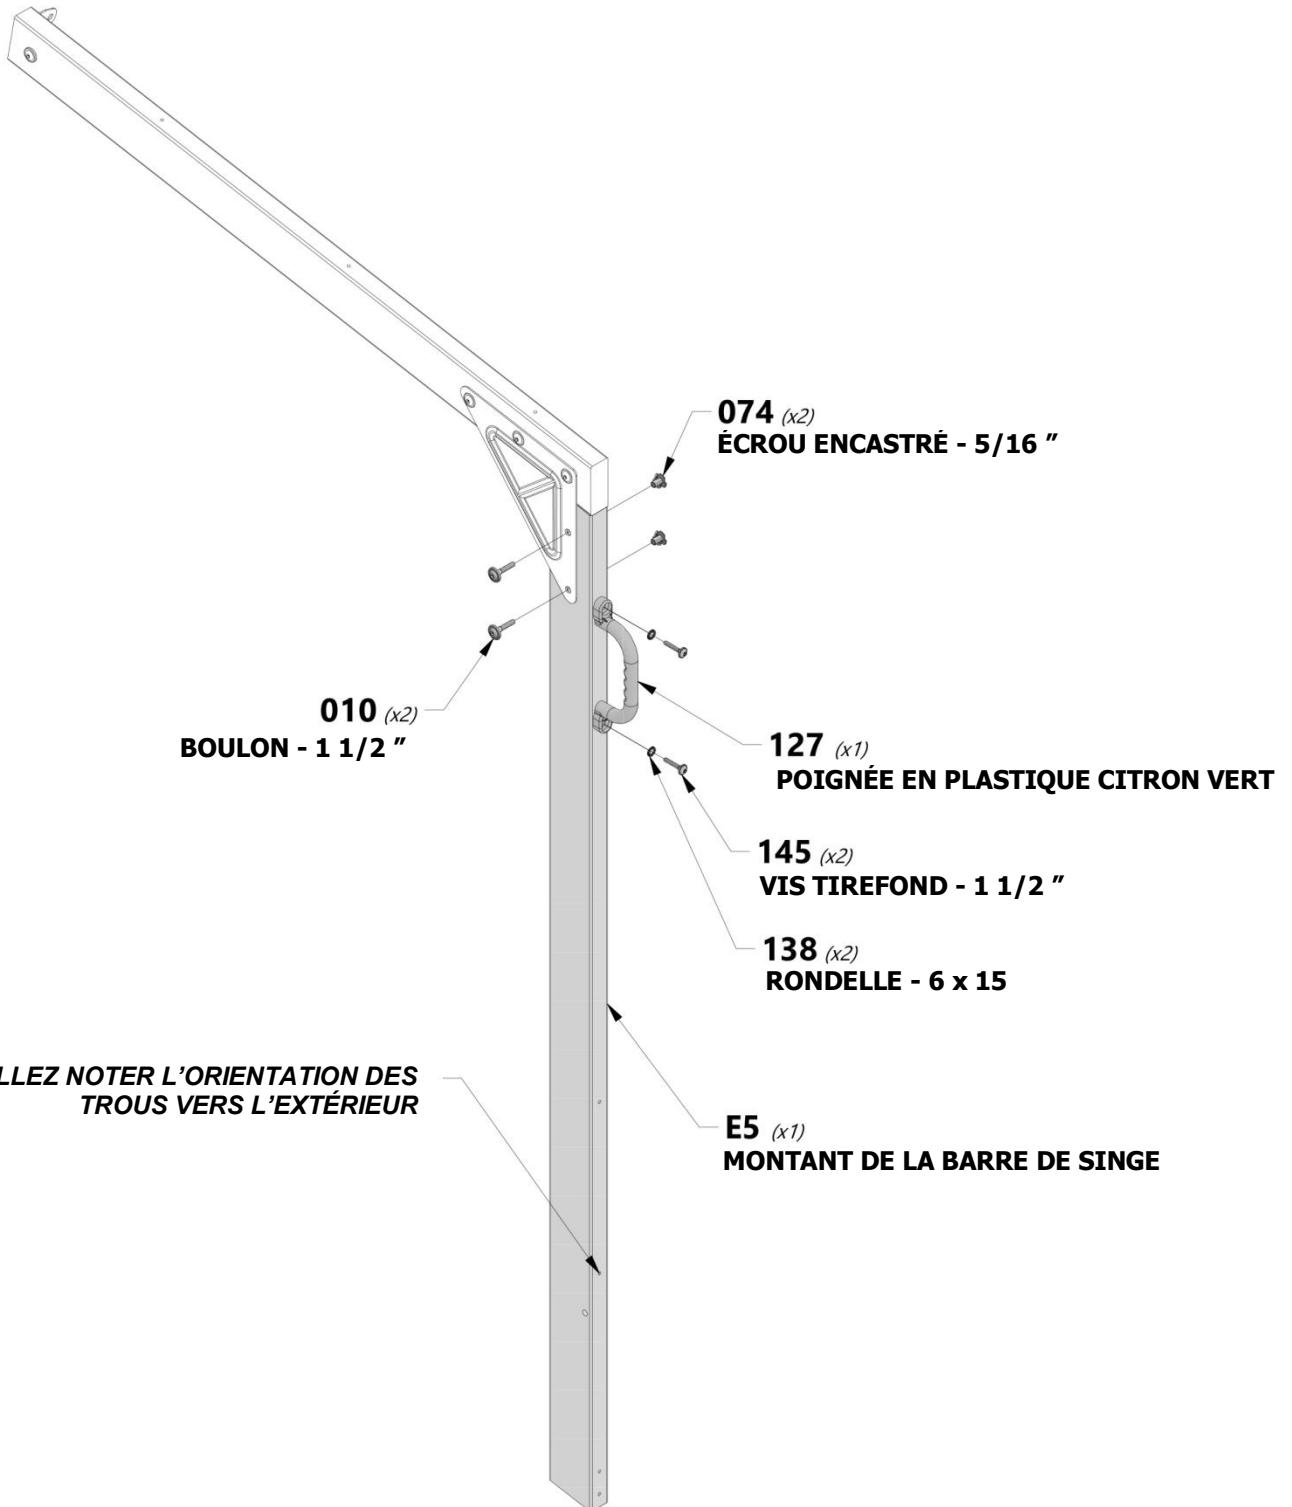 074 (x2)
ÉCROU ENCASTRÉ - 5/16 ”
010 (x2)
BOULON - 1 1/2 ”
127 (x1)
POIGNÉE EN PLASTIQUE CITRON VERT
145 (x2)
VIS TIREFOND - 1 1/2 ”
138 (x2)
RONDELLE - 6 x 15
LLEZ NOTER L’ORIENTATION DES
TROUS VERS L’EXTÉRIEUR
E5 (x1)
MONTANT DE LA BARRE DE SINGE